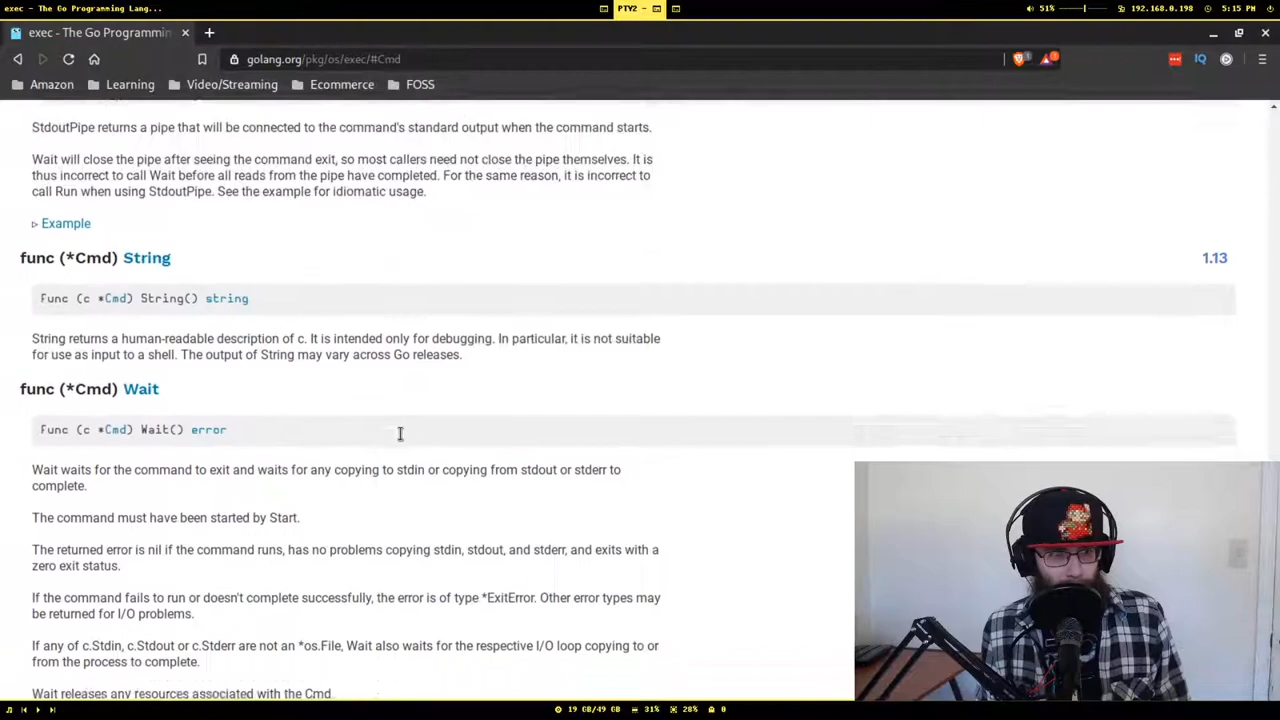 exec - The Go Programming Lang...
PTY2 -
51%
192.168.0.198
5:15 PM
exec - The Go Programmin
golang.org/pkg/os/exec/#Cmd
Amazon
Learning
Video/Streaming
Ecommerce
FOSS
StdoutPipe returns a pipe that will be connected to the command's standard output when the command starts.
Wait will close the pipe after seeing the command exit, so most callers need not close the pipe themselves. It is
thus incorrect to call Wait before all reads from the pipe have completed. For the same reason, it is incorrect to
call Run when using StdoutPipe. See the example for idiomatic usage.
Example
func (*Cmd) String
1.13
func (c *Cmd) String() string
String returns a human-readable description of c. It is intended only for debugging. In particular, it is not suitable
for use as input to a shell. The output of String may vary across Go releases.
func (*Cmd) Wait
func (c *Cmd) Wait() error
Wait waits for the command to exit and waits for any copying to stdin or copying from stdout or stderr to
complete.
The command must have been started by Start.
The returned error is nil if the command runs, has no problems copying stdin, stdout, and stderr, and exits with a
zero exit status.
If the command fails to run or doesn't complete successfully, the error is of type *ExitError. Other error types may
be returned for I/O problems.
If any of c.Stdin, c.Stdout or c.Stderr are not an *os.File, Wait also waits for the respective I/O loop copying to or
from the process to complete.
Wait releases any resources associated with the Cmd.
19 GB/49 GB
31%
28%
0